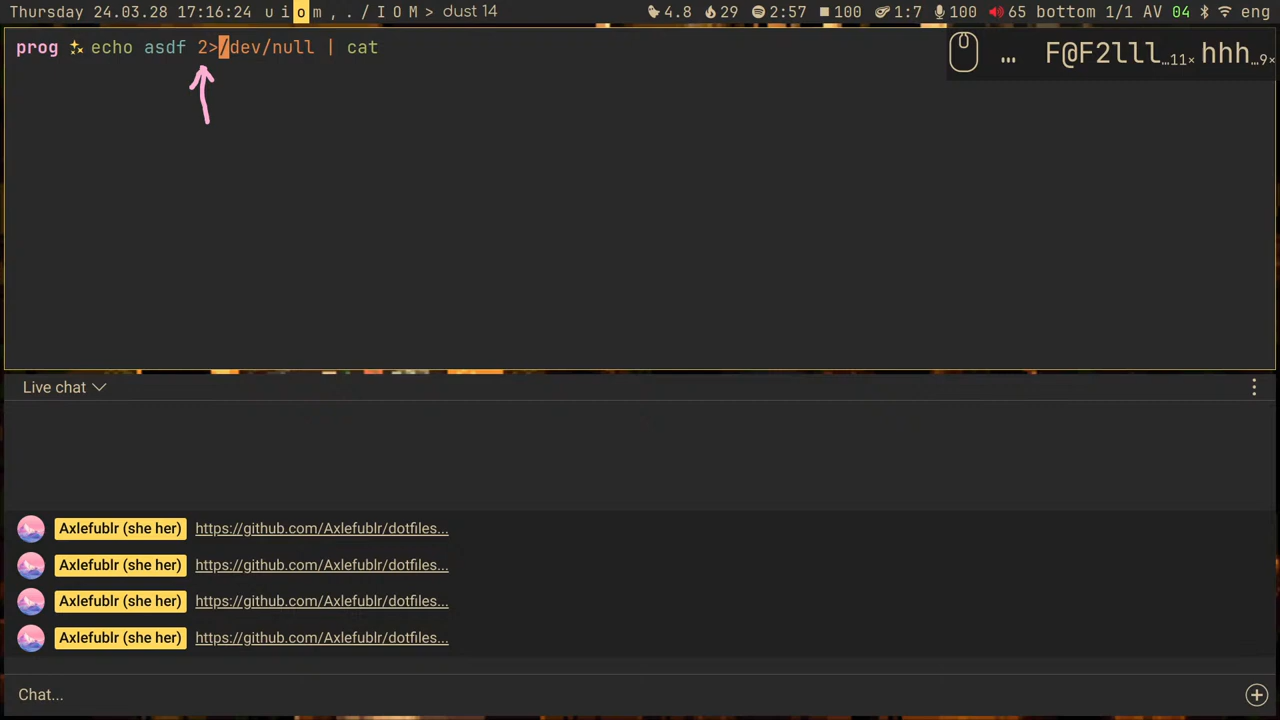 Thursday 24.03.28 17:16:24 u i o m , . / I O M > dust 14 4.8 29 2:57 100 1:7 100 65 bottom 1/1 AV 04 eng
prog echo asdf 2>/dev/null | cat
… F@F2lll…11× hhh…9×
Live chat
Axlefublr (she her) https://github.com/Axlefublr/dotfiles...
Axlefublr (she her) https://github.com/Axlefublr/dotfiles...
Axlefublr (she her) https://github.com/Axlefublr/dotfiles...
Axlefublr (she her) https://github.com/Axlefublr/dotfiles...
Chat...